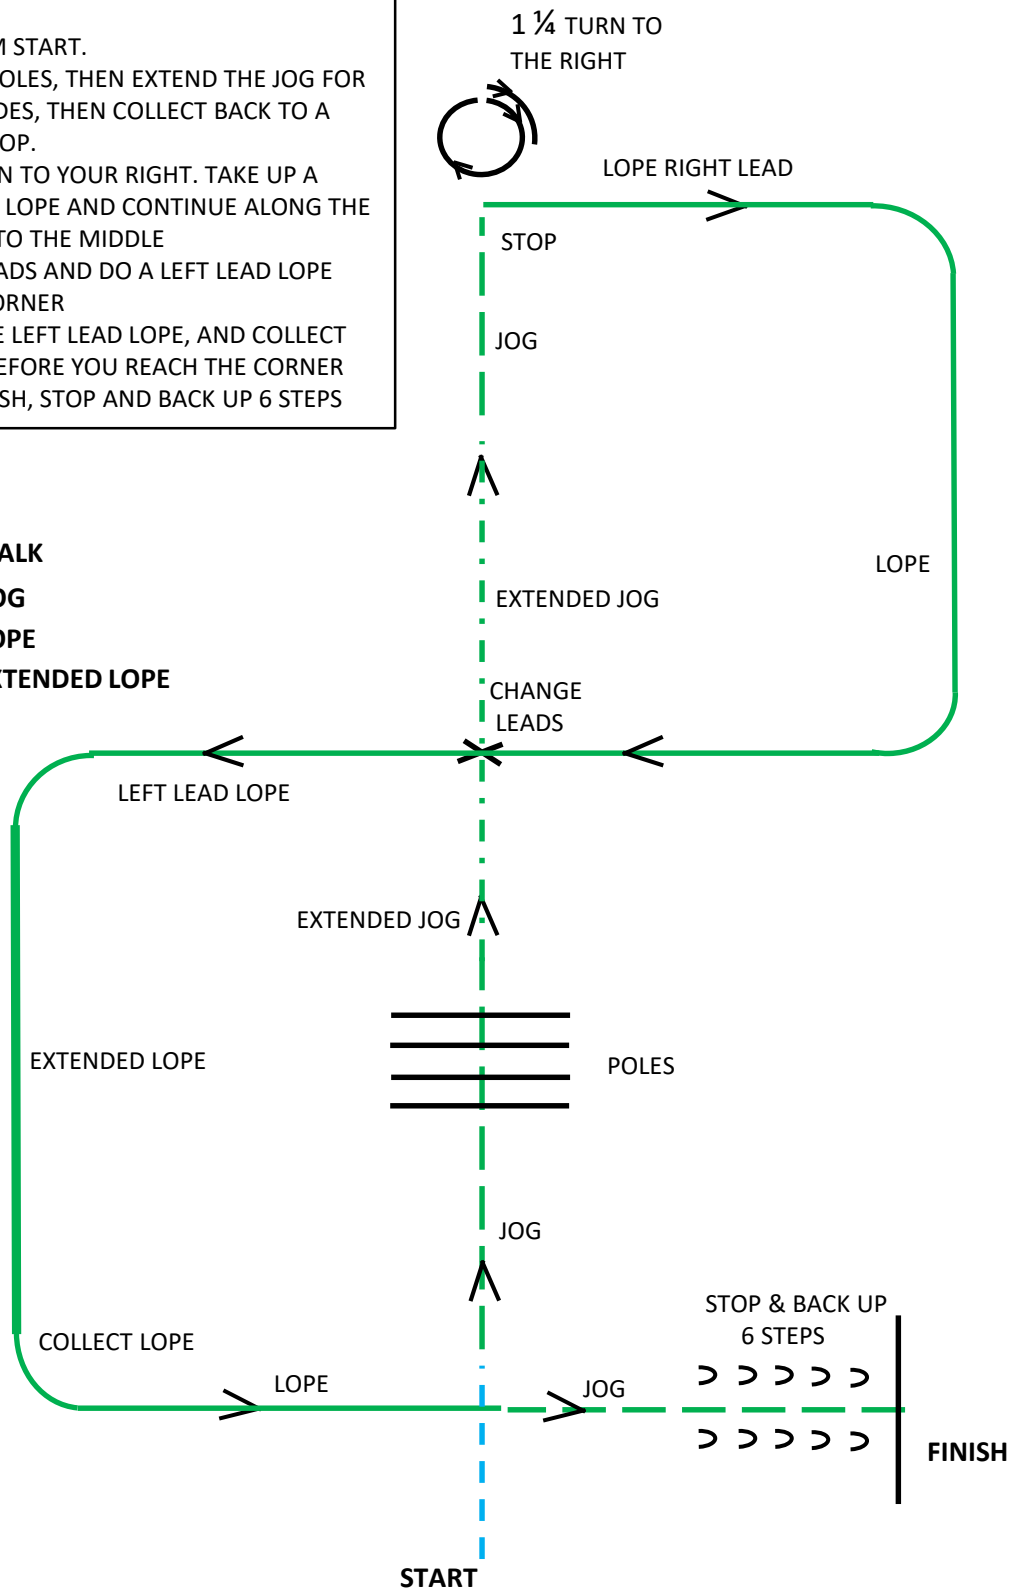 M START.
OLES, THEN EXTEND THE JOG FOR
DES, THEN COLLECT BACK TO A
OP.
N TO YOUR RIGHT. TAKE UP A
LOPE AND CONTINUE ALONG THE
TO THE MIDDLE
ADS AND DO A LEFT LEAD LOPE
ORNER
E LEFT LEAD LOPE, AND COLLECT
EFORE YOU REACH THE CORNER
SH, STOP AND BACK UP 6 STEPS
1 ¼ TURN TO
THE RIGHT
LOPE RIGHT LEAD
STOP
JOG
ALK
OG
OPE
XTENDED LOPE
LOPE
EXTENDED JOG
CHANGE
LEADS
LEFT LEAD LOPE
EXTENDED JOG
EXTENDED LOPE
POLES
JOG
STOP & BACK UP
6 STEPS
COLLECT LOPE
LOPE
JOG
FINISH
START